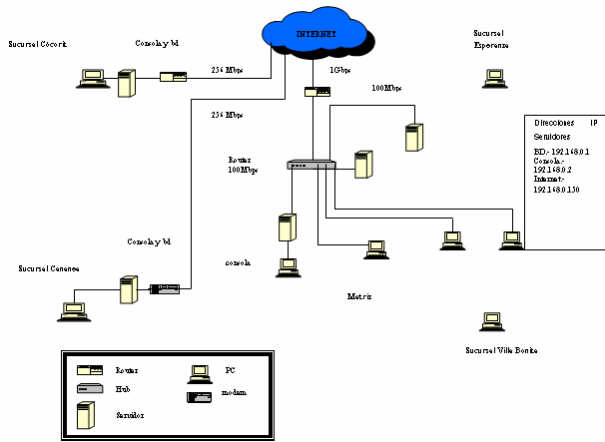 INTERNET
Sucursal Cócorit
Consola y bd
256 Mbps
1Gbps
Sucursal
Esperanza
100Mbps
256 Mbps
Direcciones IP
Servidores
BD.- 192.168.0.1
Consola.-
192.168.0.2
Internet.-
192.168.0.150
Router
100Mbps
Consola y bd
consola
Sucursal Cenence
Matriz
Sucursal Villa Bonita
Router
PC
Hub
modem
Servidor